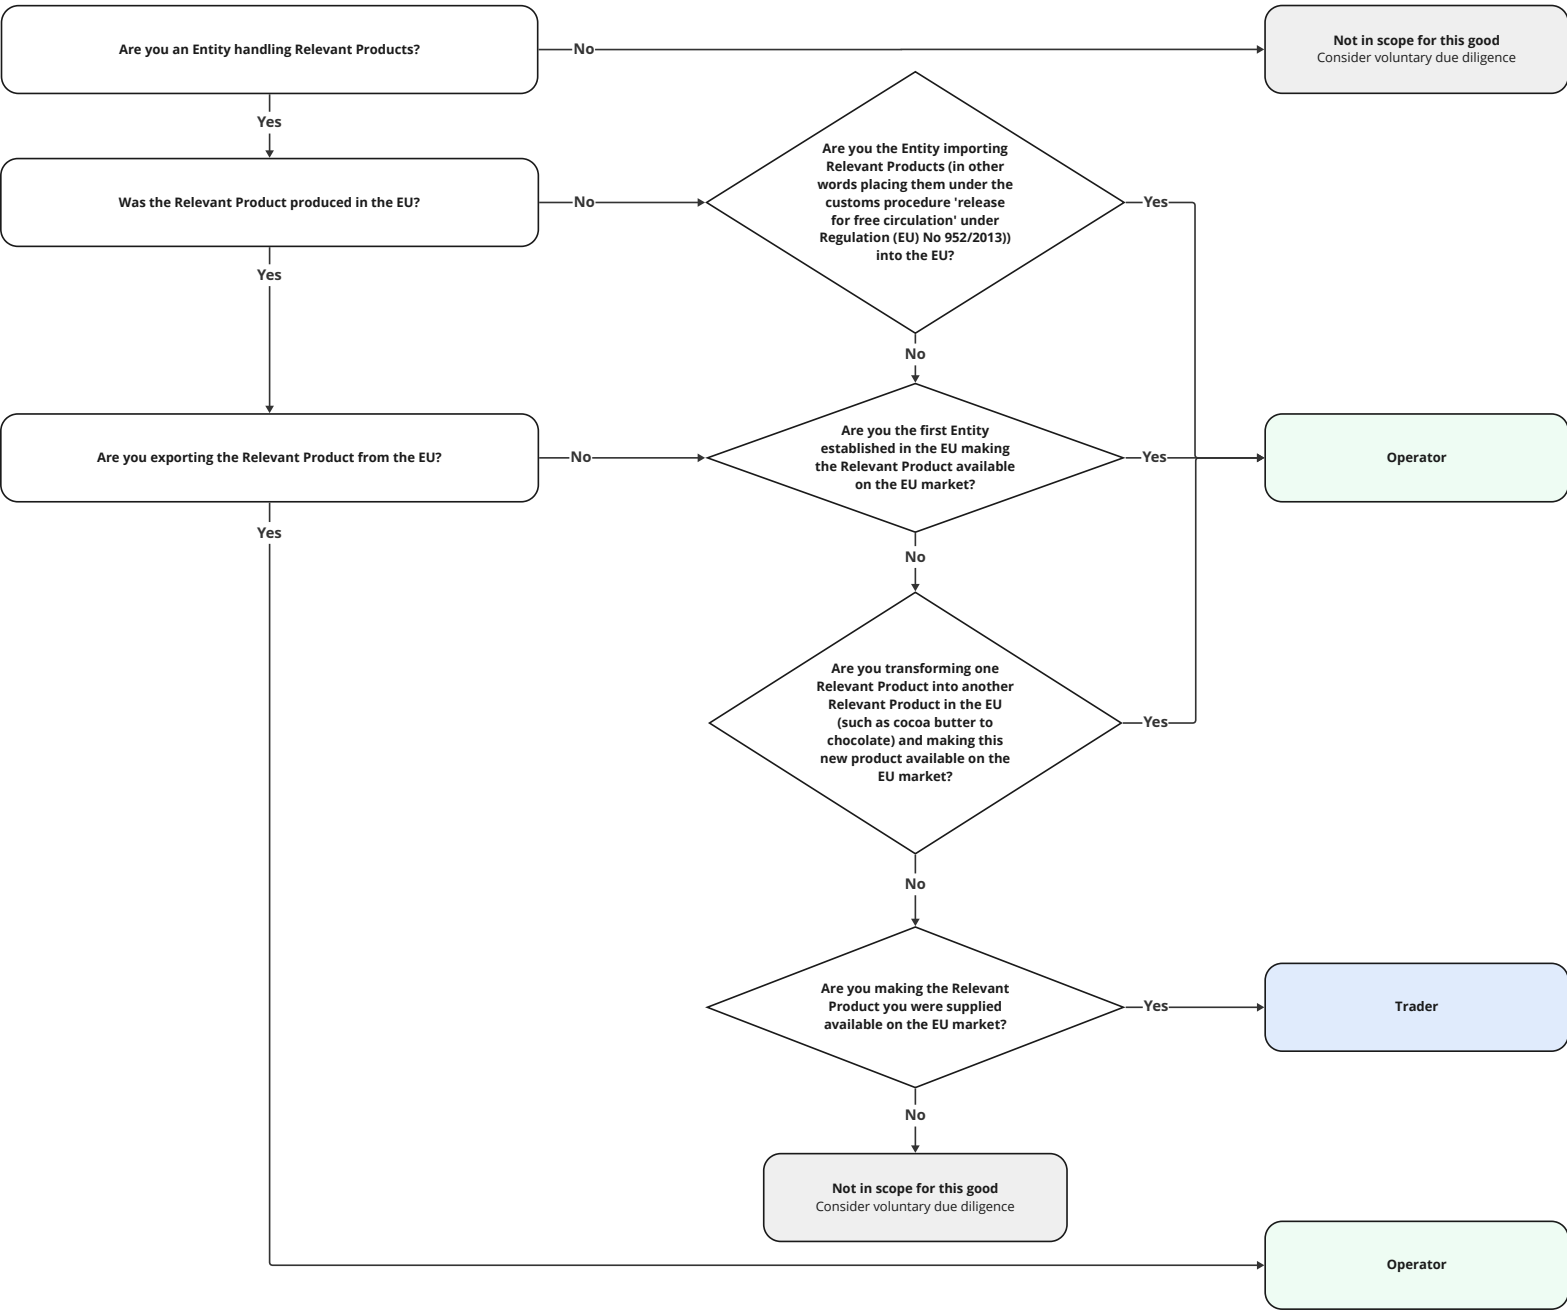 Are you an Entity handling Relevant Products?
No
Not in scope for this good
Consider voluntary due diligence
Yes
Was the Relevant Product produced in the EU?
No
Are you the Entity importing
Relevant Products (in other
words placing them under the
customs procedure 'release
for free circulation' under
Regulation (EU) No 952/2013))
into the EU?
Yes
Yes
No
Are you exporting the Relevant Product from the EU?
No
Are you the first Entity
established in the EU making
the Relevant Product available
on the EU market?
Yes
Operator
Yes
No
Are you transforming one
Relevant Product into another
Relevant Product in the EU
(such as cocoa butter to
chocolate) and making this
new product available on the
EU market?
Yes
No
Are you making the Relevant
Product you were supplied
available on the EU market?
Yes
Trader
No
Not in scope for this good
Consider voluntary due diligence
Operator